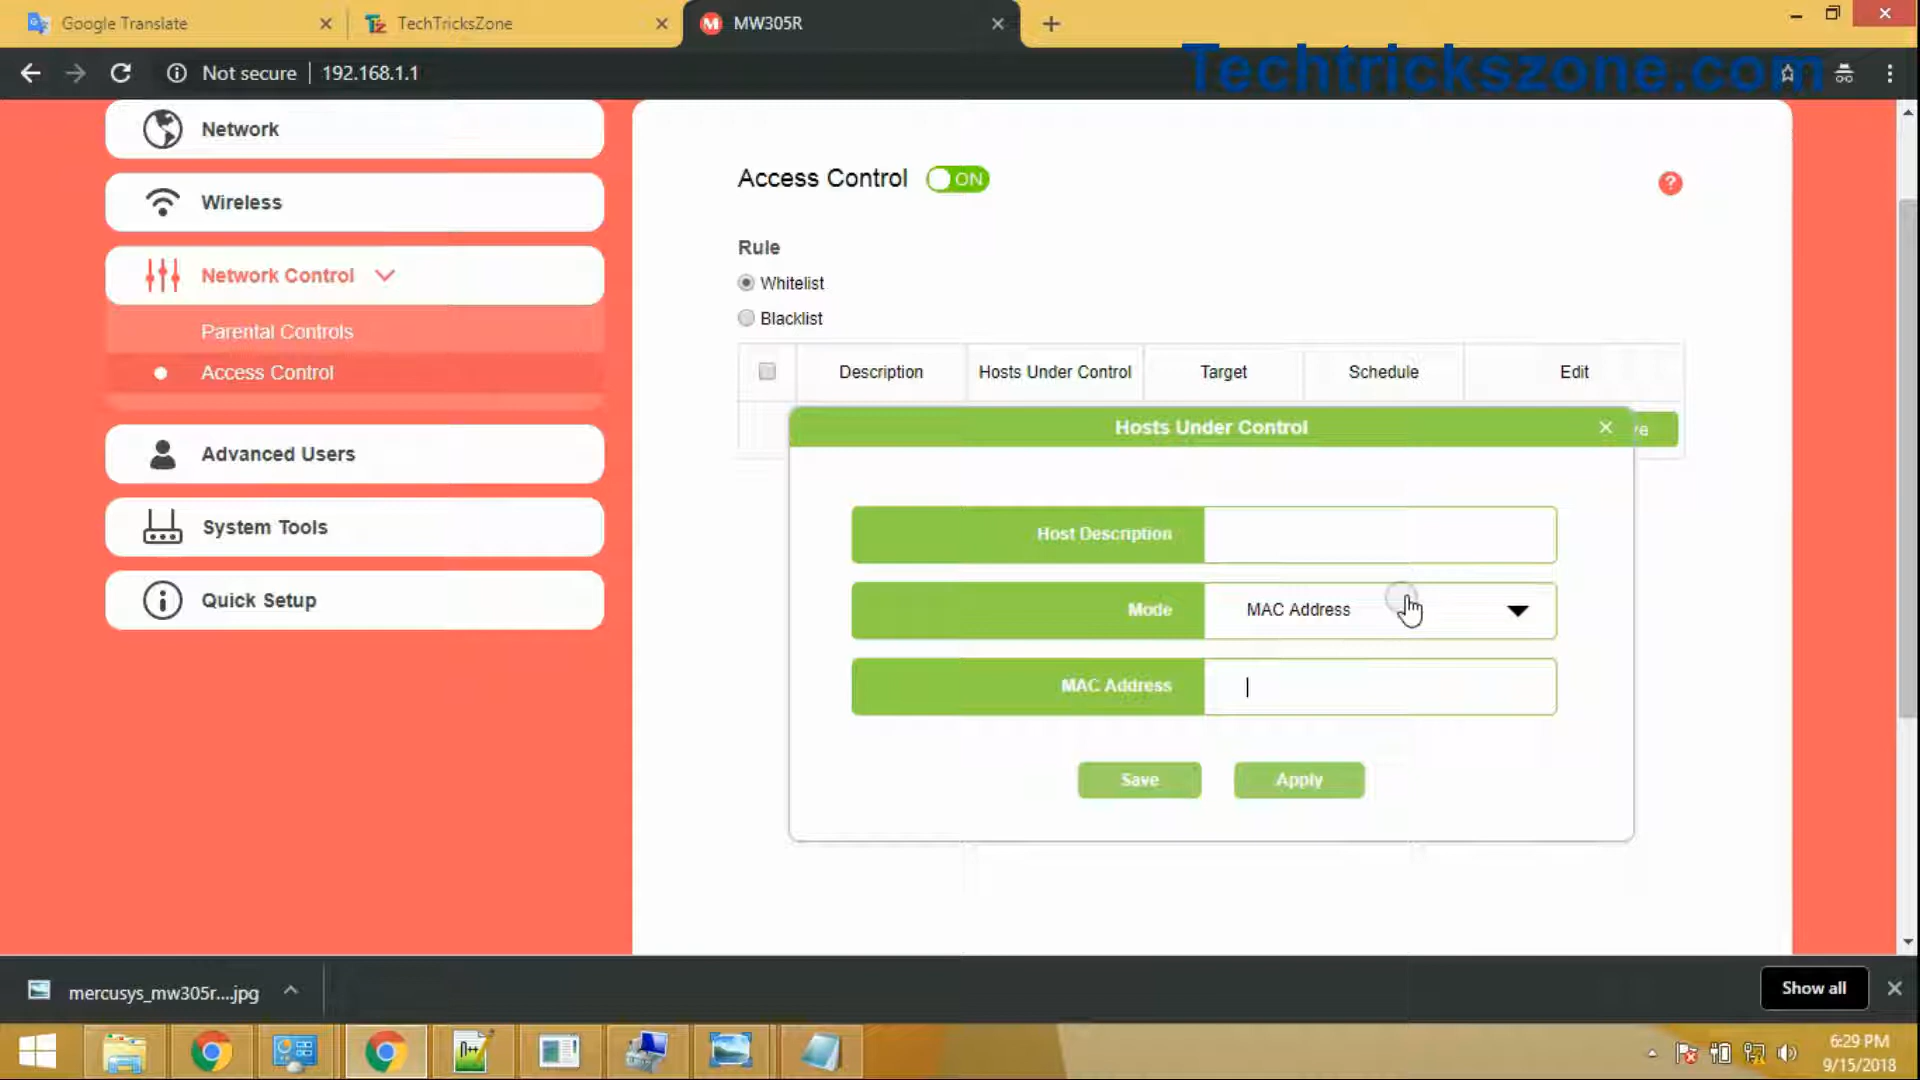 Google Translate
TechTricksZone
MW305R
Not secure
192.168.1.1
Techtrickszone.com
Network
Wireless
Network Control
Parental Controls
Access Control
Advanced Users
System Tools
Quick Setup
Access Control
ON
?
Rule
Whitelist
Blacklist
Description
Hosts Under Control
Target
Schedule
Edit
Hosts Under Control
ve
Host Description
Mode
MAC Address
MAC Address
Save
Apply
mercusys_mw305r....jpg
Show all
6:29 PM
9/15/2018